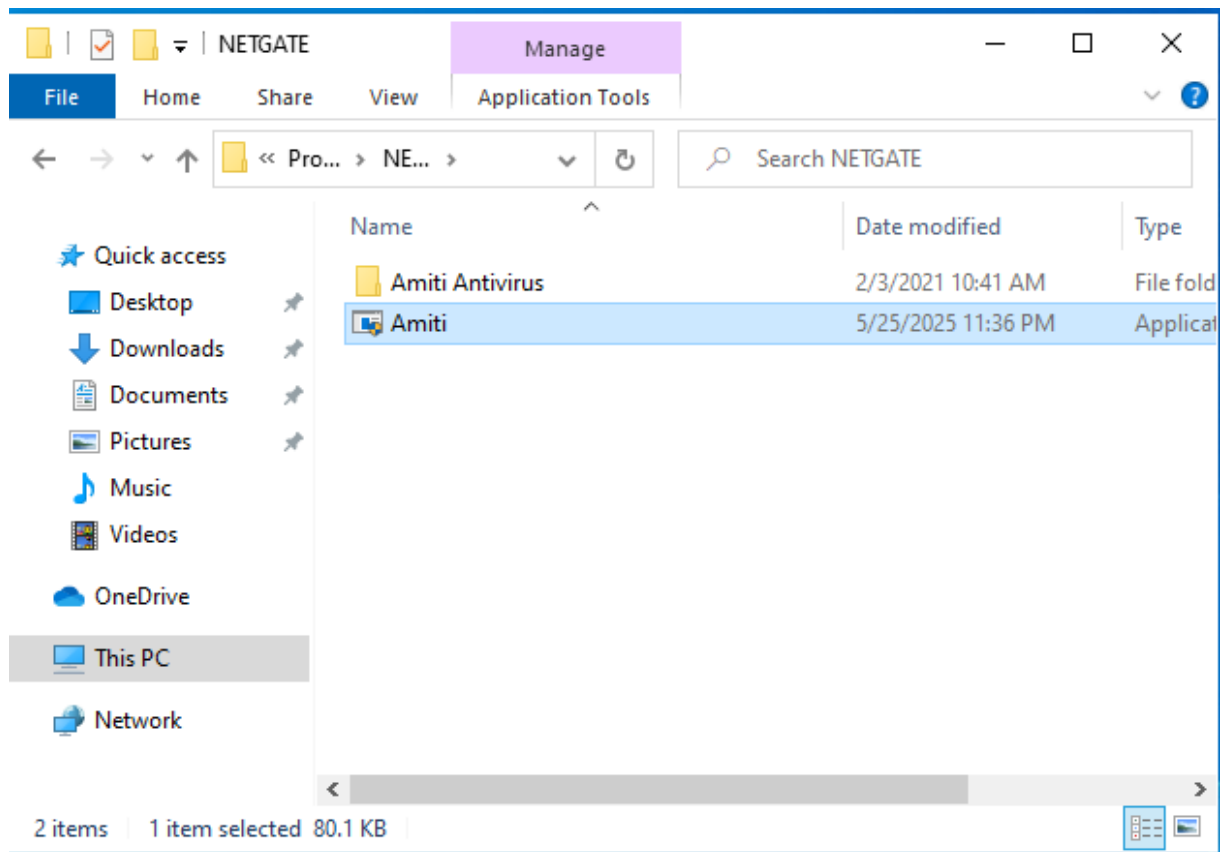 NETGATE
Manage
File Home Share View Application Tools
« Pro... > NE... > Search NETGATE
Name Date modified Type
Quick access
Amiti Antivirus 2/3/2021 10:41 AM File fold
Desktop
Amiti 5/25/2025 11:36 PM Applicat
Downloads
Documents
Pictures
Music
Videos
OneDrive
This PC
Network
2 items 1 item selected 80.1 KB